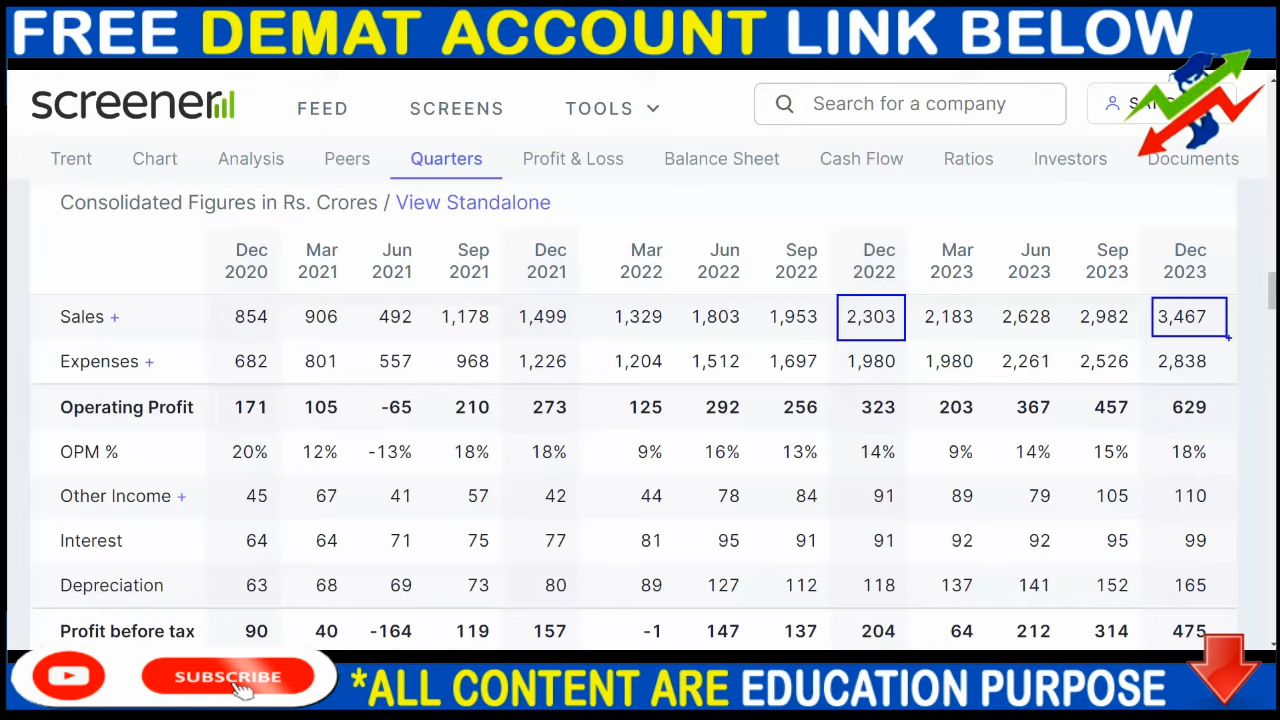 FREE DEMAT ACCOUNT LINK BELOW
screener FEED SCREENS TOOLS Search for a company
Trent Chart Analysis Peers Quarters Profit & Loss Balance Sheet Cash Flow Ratios Investors Documents
Consolidated Figures in Rs. Crores / View Standalone
Dec 2020 Mar 2021 Jun 2021 Sep 2021 Dec 2021 Mar 2022 Jun 2022 Sep 2022 Dec 2022 Mar 2023 Jun 2023 Sep 2023 Dec 2023
Sales + 854 906 492 1,178 1,499 1,329 1,803 1,953 2,303 2,183 2,628 2,982 3,467
Expenses + 682 801 557 968 1,226 1,204 1,512 1,697 1,980 1,980 2,261 2,526 2,838
Operating Profit 171 105 -65 210 273 125 292 256 323 203 367 457 629
OPM % 20% 12% -13% 18% 18% 9% 16% 13% 14% 9% 14% 15% 18%
Other Income + 45 67 41 57 42 44 78 84 91 89 79 105 110
Interest 64 64 71 75 77 81 95 91 91 92 92 95 99
Depreciation 63 68 69 73 80 89 127 112 118 137 141 152 165
Profit before tax 90 40 -164 119 157 -1 147 137 204 64 212 314 475
SUBSCRIBE
*ALL CONTENT ARE EDUCATION PURPOSE